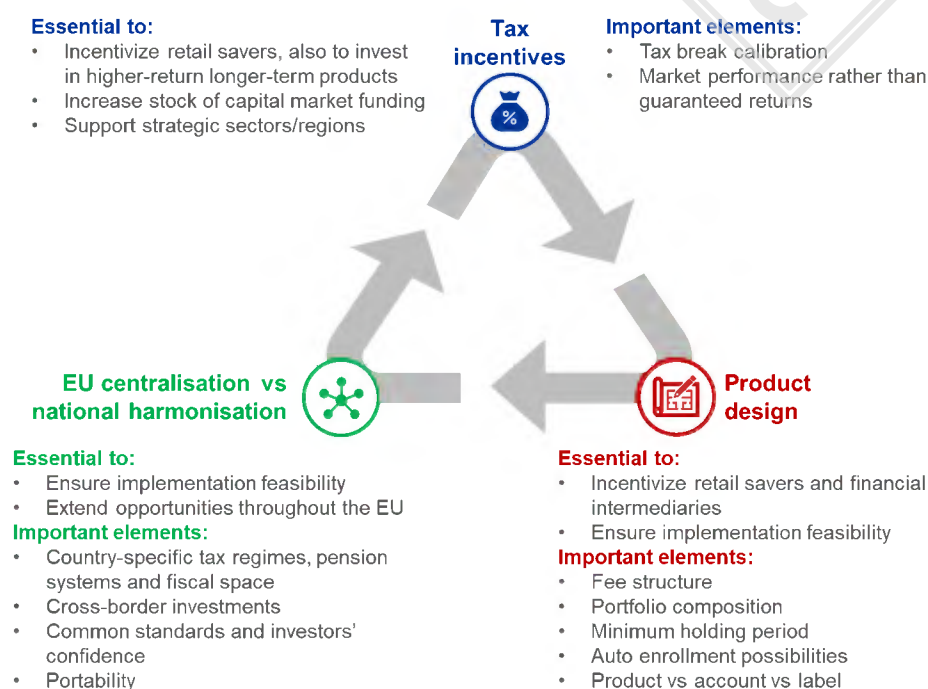 Essential to:
• Incentivize retail savers, also to invest
in higher-return longer-term products
• Increase stock of capital market funding
• Support strategic sectors/regions
Tax
incentives
%
Important elements:
• Tax break calibration
• Market performance rather than
guaranteed returns
EU centralisation vs
national harmonisation
Product
design
Essential to:
• Ensure implementation feasibility
• Extend opportunities throughout the EU
Important elements:
• Country-specific tax regimes, pension
systems and fiscal space
• Cross-border investments
• Common standards and investors'
confidence
• Portability
Essential to:
• Incentivize retail savers and financial
intermediaries
• Ensure implementation feasibility
Important elements:
• Fee structure
• Portfolio composition
• Minimum holding period
• Auto enrollment possibilities
• Product vs account vs label